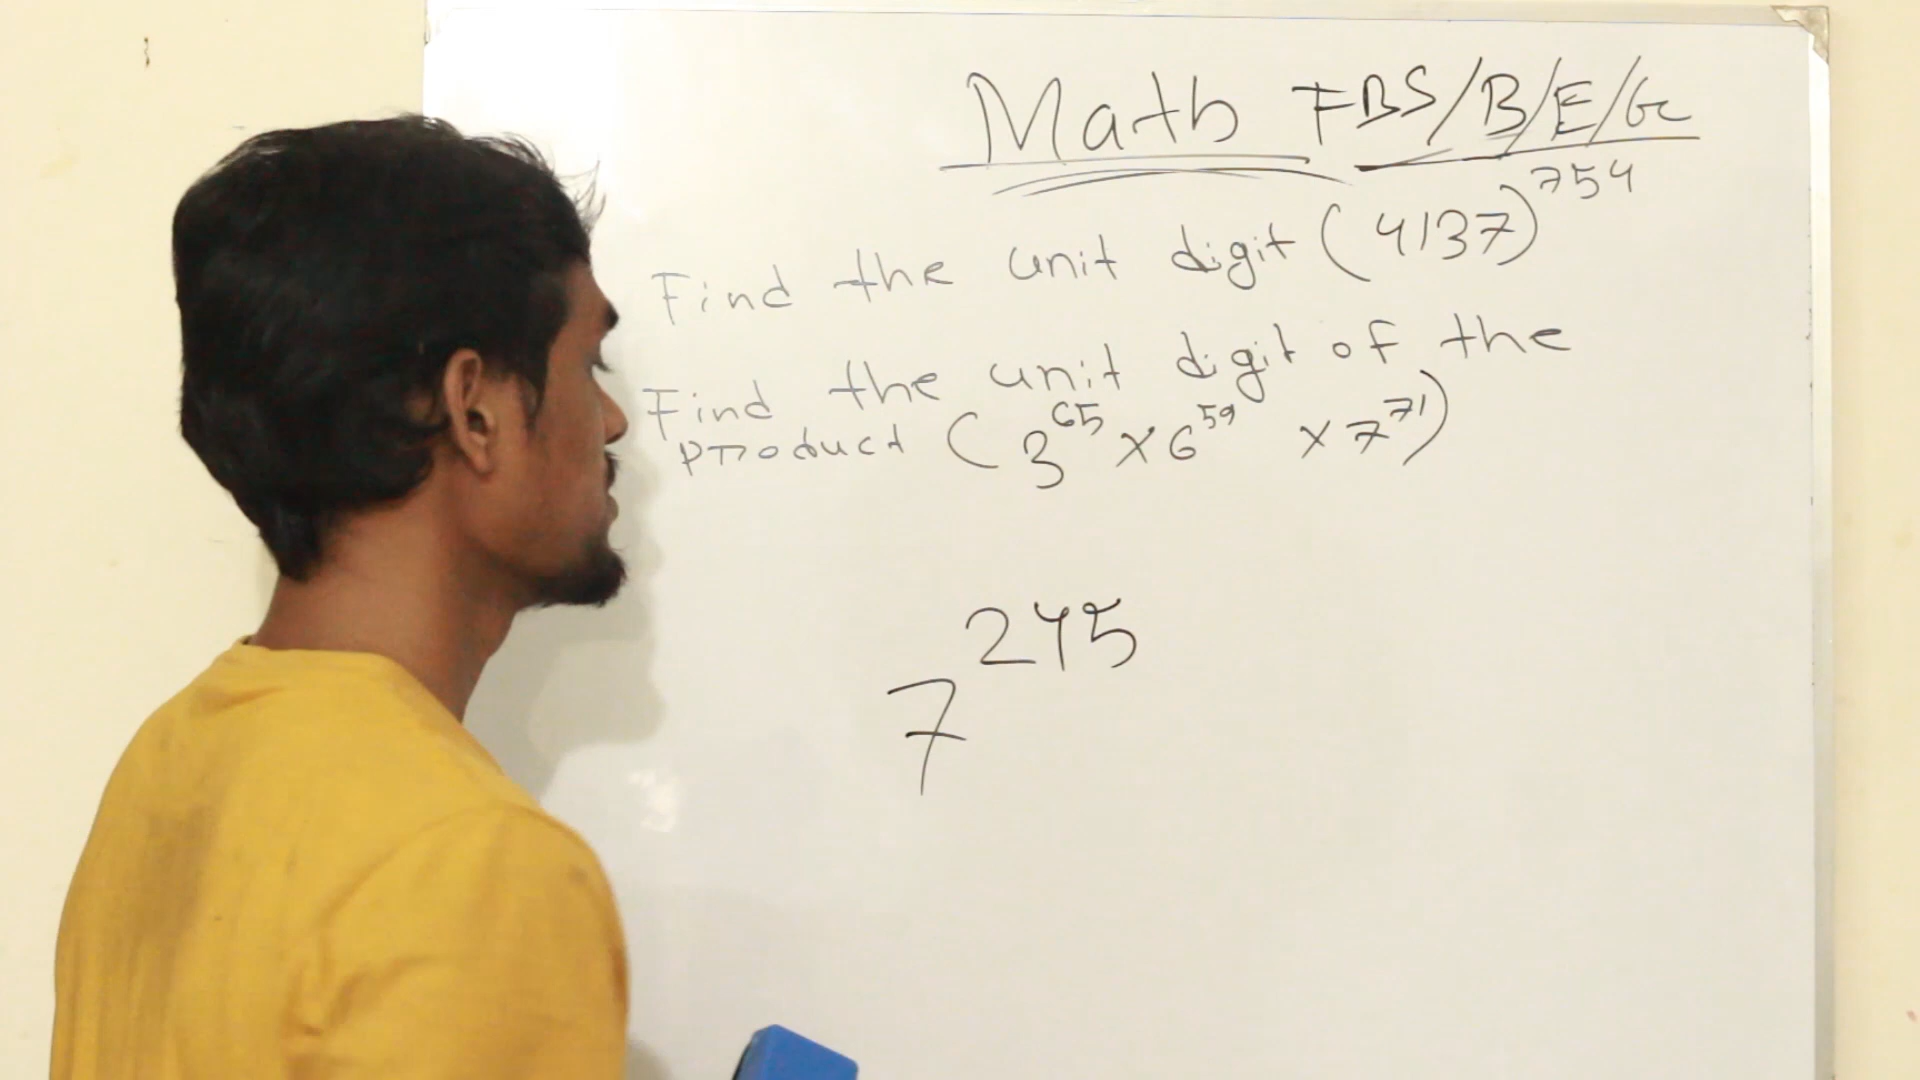 Math FBS/B/E/Gc
Find the unit digit (4137)^754
Find the unit digit of the
product (3^65 × 6^59 × 7^71)
7^245